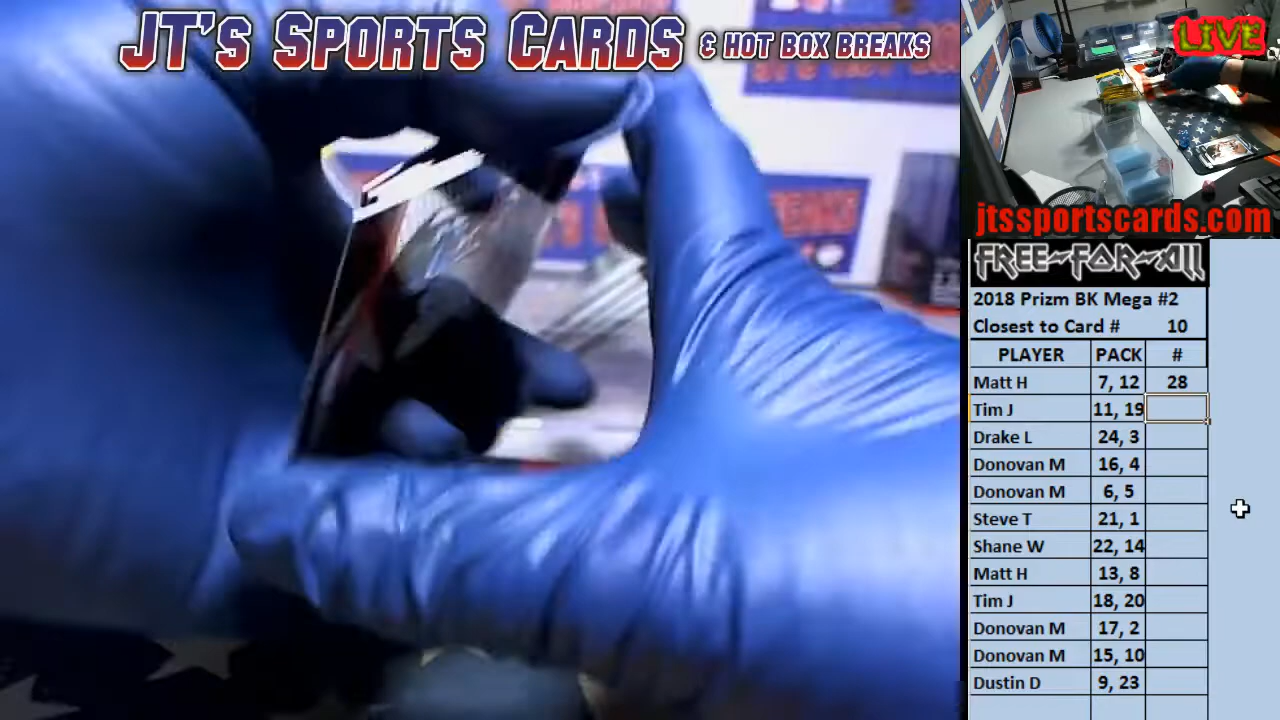 JT's Sports Cards & Hot Box Breaks
LIVE
jtssportscards.com
FREE-FOR-ALL
2018 Prizm BK Mega #2
Closest to Card # 10
PLAYER PACK #
Matt H 7, 12 28
Tim J 11, 19
Drake L 24, 3
Donovan M 16, 4
Donovan M 6, 5
Steve T 21, 1
Shane W 22, 14
Matt H 13, 8
Tim J 18, 20
Donovan M 17, 2
Donovan M 15, 10
Dustin D 9, 23